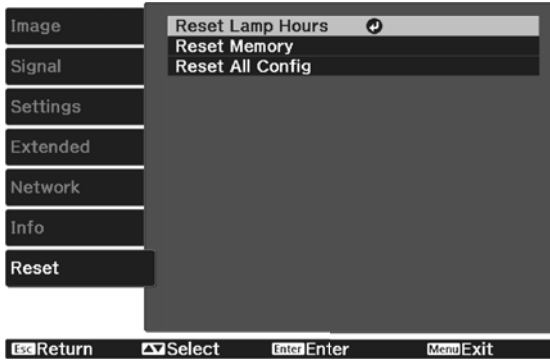 Image
Signal
Settings
Extended
Network
Info
Reset
Reset Lamp Hours
Reset Memory
Reset All Config
Esc Return Select Enter Enter Menu Exit